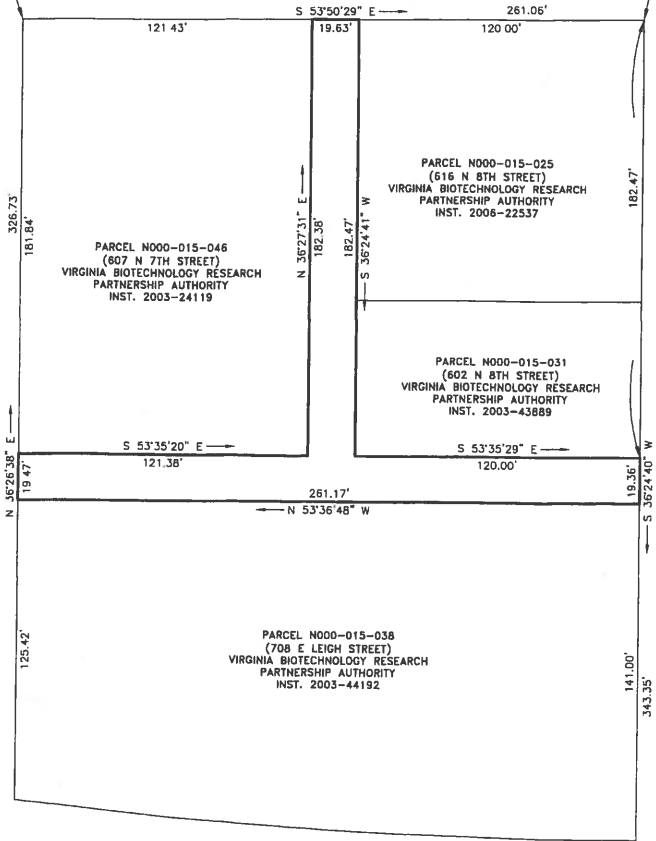 S 53°50'29" E
261.06'
121 43'
19.63'
120 00'
326.73'
181.84'
N 36°27'31" E
182.38'
182.47'
S 36°24'41" W
182.47'
PARCEL N000-015-025
(616 N 8TH STREET)
VIRGINIA BIOTECHNOLOGY RESEARCH
PARTNERSHIP AUTHORITY
INST. 2006-22537
PARCEL N000-015-046
(607 N 7TH STREET)
VIRGINIA BIOTECHNOLOGY RESEARCH
PARTNERSHIP AUTHORITY
INST. 2003-24119
PARCEL N000-015-031
(602 N 8TH STREET)
VIRGINIA BIOTECHNOLOGY RESEARCH
PARTNERSHIP AUTHORITY
INST. 2003-43889
S 53°35'20" E
121.38'
S 53°35'29" E
120.00'
N 36°26'38" E
19 47'
19.36'
S 36°24'40" W
261.17'
N 53°36'48" W
125.42'
PARCEL N000-015-038
(708 E LEIGH STREET)
VIRGINIA BIOTECHNOLOGY RESEARCH
PARTNERSHIP AUTHORITY
INST. 2003-44192
141.00'
343.35'